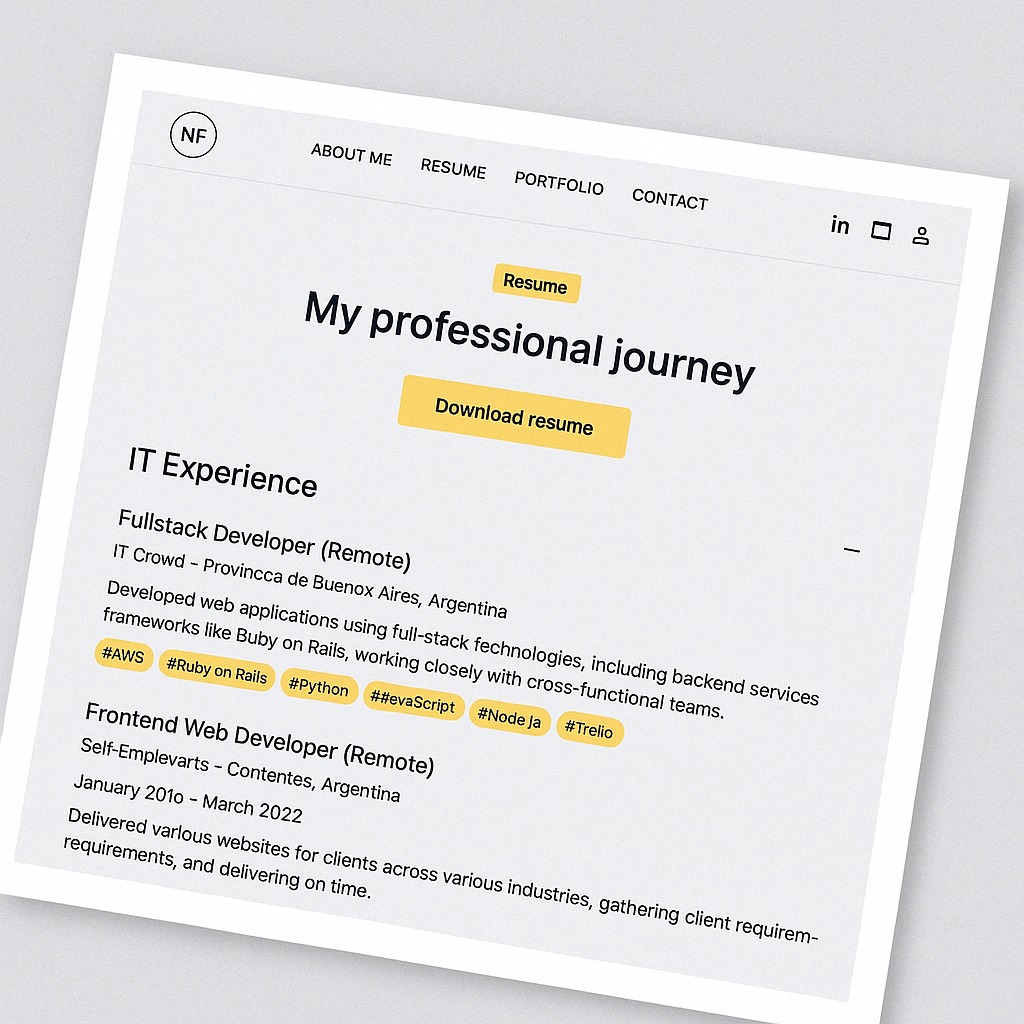 NF
ABOUT ME RESUME PORTFOLIO CONTACT
in
Resume
My professional journey
Download resume
IT Experience
Fullstack Developer (Remote)
IT Crowd – Provincca de Buenox Aires, Argentina
Developed web applications using full-stack fechnologies, including backend services
frameworks like Buby on Rails, working closely with cross-functional teams.
#AWS #Ruby on Rails #Python ##evaScript #Node ja #Trelio
Frontend Web Developer (Remote)
Self-Emplevarts – Contentes, Argentina
January 201o – March 2022
Delivered varlous websites for clients across various industries, gathering client requirem-
requirements, and delivering on time.